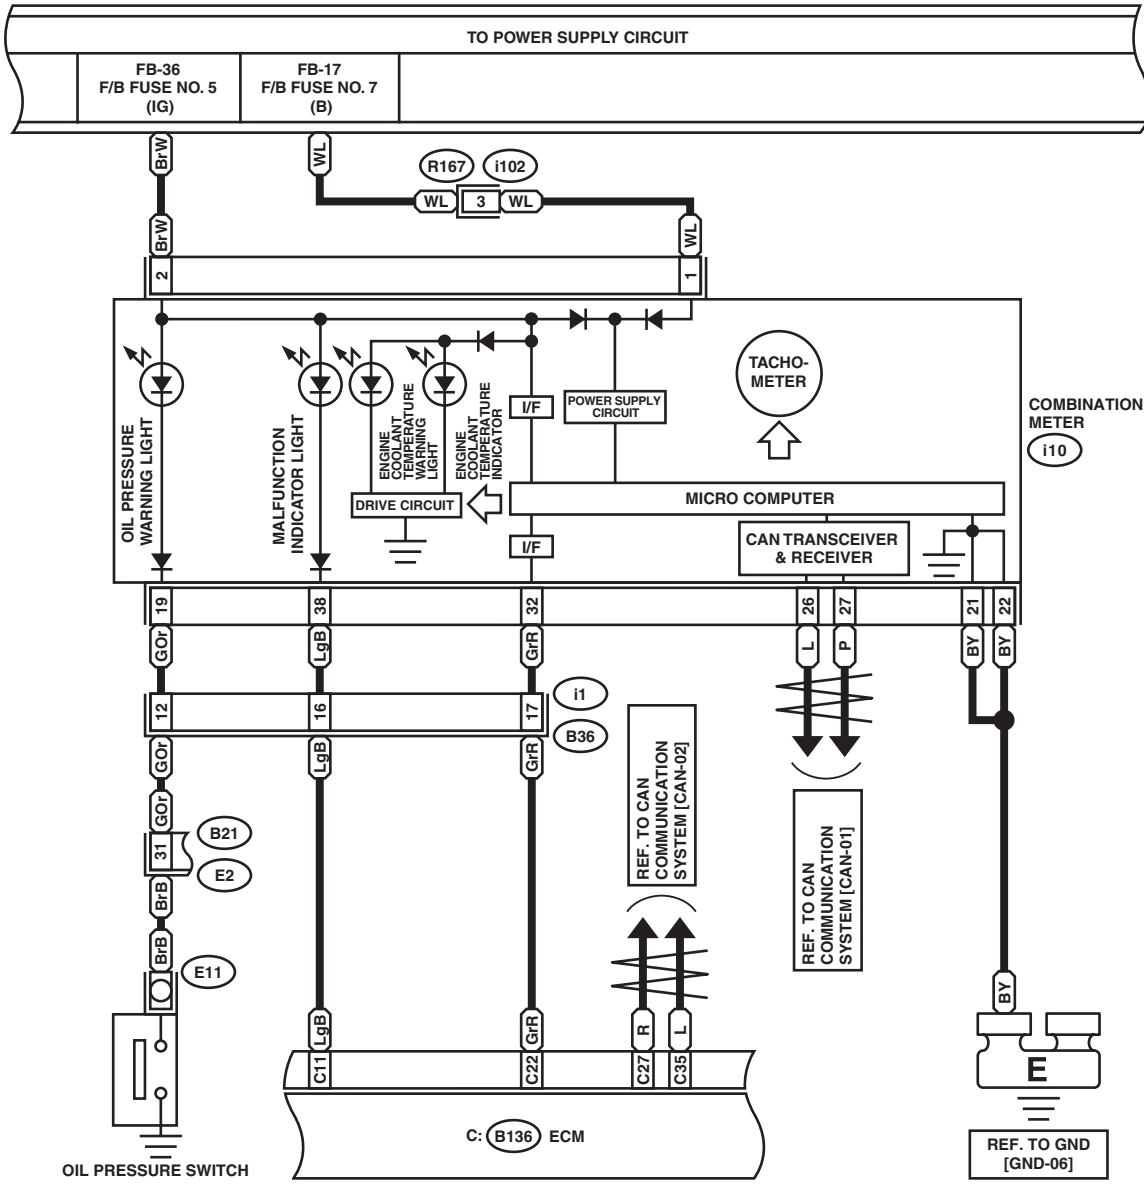 TO POWER SUPPLY CIRCUIT
FB-36
F/B FUSE NO. 5
(IG)
FB-17
F/B FUSE NO. 7
(B)
BrW
WL
R167
i102
WL
3
WL
BrW
WL
2
1
OIL PRESSURE
WARNING LIGHT
MALFUNCTION
INDICATOR LIGHT
ENGINE
COOLANT
TEMPERATURE
WARNING
LIGHT
ENGINE
COOLANT
TEMPERATURE
INDICATOR
I/F
POWER SUPPLY
CIRCUIT
TACHO-
METER
COMBINATION
METER
i10
DRIVE CIRCUIT
MICRO COMPUTER
I/F
CAN TRANSCEIVER
& RECEIVER
19
38
32
26
27
21
22
GOr
LgB
GrR
L
P
BY
BY
12
16
17
i1
B36
GOr
LgB
GrR
GOr
31
B21
E2
BrB
BrB
E11
REF. TO CAN
COMMUNICATION
SYSTEM [CAN-02]
REF. TO CAN
COMMUNICATION
SYSTEM [CAN-01]
LgB
GrR
R
L
BY
C11
C22
C27
C35
E
C: B136 ECM
OIL PRESSURE SWITCH
REF. TO GND
[GND-06]